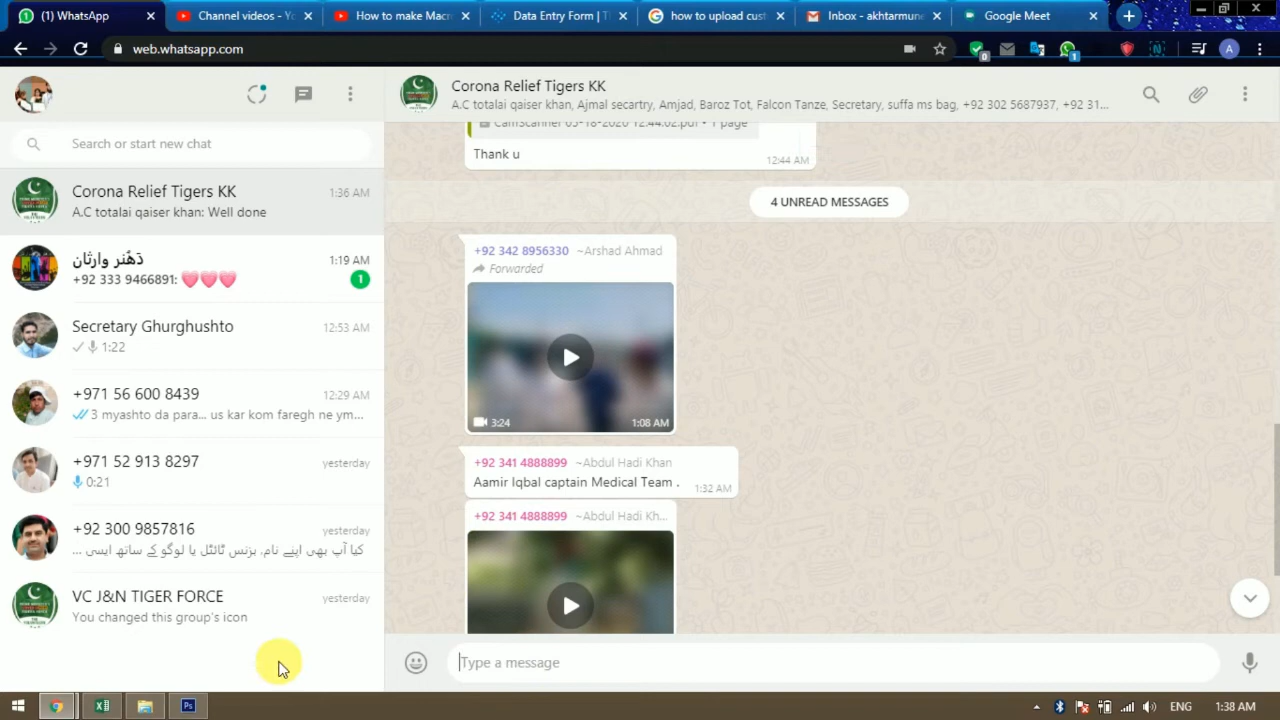 (1) WhatsApp
Channel videos - Yo
How to make Macr
Data Entry Form | Th
how to upload cust
Inbox - akhtarmune
Google Meet
web.whatsapp.com
0
1
A
Search or start new chat
Corona Relief Tigers KK
1:36 AM
A.C totalai qaiser khan: Well done
1:19 AM
+92 333 9466891: 🩷🩷🩷
1
Secretary Ghurghushto
12:53 AM
1:22
+971 56 600 8439
12:29 AM
3 myashto da para... us kar kom faregh ne ym...
+971 52 913 8297
yesterday
0:21
+92 300 9857816
yesterday
کیا آپ بھی اپنے نام، بزنس ٹائٹل یا لوگو کے ساتھ ایسی ...
VC J&N TIGER FORCE
yesterday
You changed this group's icon
Corona Relief Tigers KK
A.C totalai qaiser khan, Ajmal secartry, Amjad, Baroz Tot, Falcon Tanze, Secretary, suffa ms bag, +92 302 5687937, +92 31...
CamScanner 05-18-2020 12.44.02.pdf • 1 page
Thank u
12:44 AM
4 UNREAD MESSAGES
+92 342 8956330 ~Arshad Ahmad
Forwarded
3:24
1:08 AM
+92 341 4888899 ~Abdul Hadi Khan
Aamir Iqbal captain Medical Team .
1:32 AM
+92 341 4888899 ~Abdul Hadi Kh...
Type a message
ENG
1:38 AM